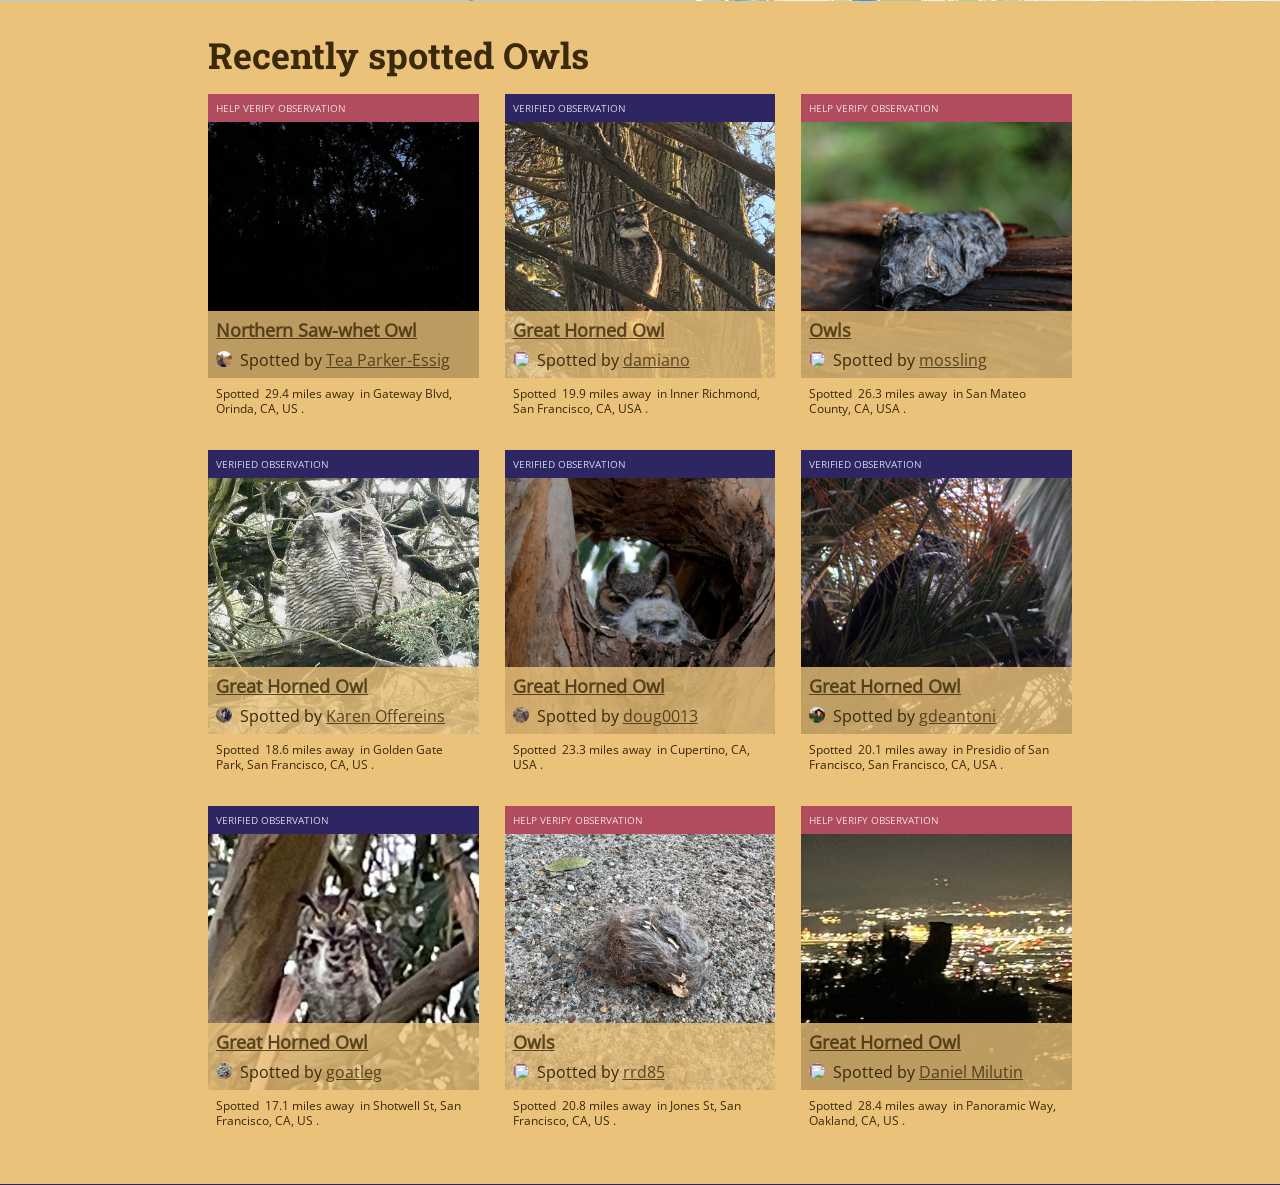 Recently spotted Owls
HELP VERIFY OBSERVATION
Northern Saw-whet Owl
Spotted by Tea Parker-Essig
Spotted 29.4 miles away in Gateway Blvd,
Orinda, CA, US .
VERIFIED OBSERVATION
Great Horned Owl
Spotted by damiano
Spotted 19.9 miles away in Inner Richmond,
San Francisco, CA, USA .
HELP VERIFY OBSERVATION
Owls
Spotted by mossling
Spotted 26.3 miles away in San Mateo
County, CA, USA .
VERIFIED OBSERVATION
Great Horned Owl
Spotted by Karen Offereins
Spotted 18.6 miles away in Golden Gate
Park, San Francisco, CA, US .
VERIFIED OBSERVATION
Great Horned Owl
Spotted by doug0013
Spotted 23.3 miles away in Cupertino, CA,
USA .
VERIFIED OBSERVATION
Great Horned Owl
Spotted by gdeantoni
Spotted 20.1 miles away in Presidio of San
Francisco, San Francisco, CA, USA .
VERIFIED OBSERVATION
Great Horned Owl
Spotted by goatleg
Spotted 17.1 miles away in Shotwell St, San
Francisco, CA, US .
HELP VERIFY OBSERVATION
Owls
Spotted by rrd85
Spotted 20.8 miles away in Jones St, San
Francisco, CA, US .
HELP VERIFY OBSERVATION
Great Horned Owl
Spotted by Daniel Milutin
Spotted 28.4 miles away in Panoramic Way,
Oakland, CA, US .